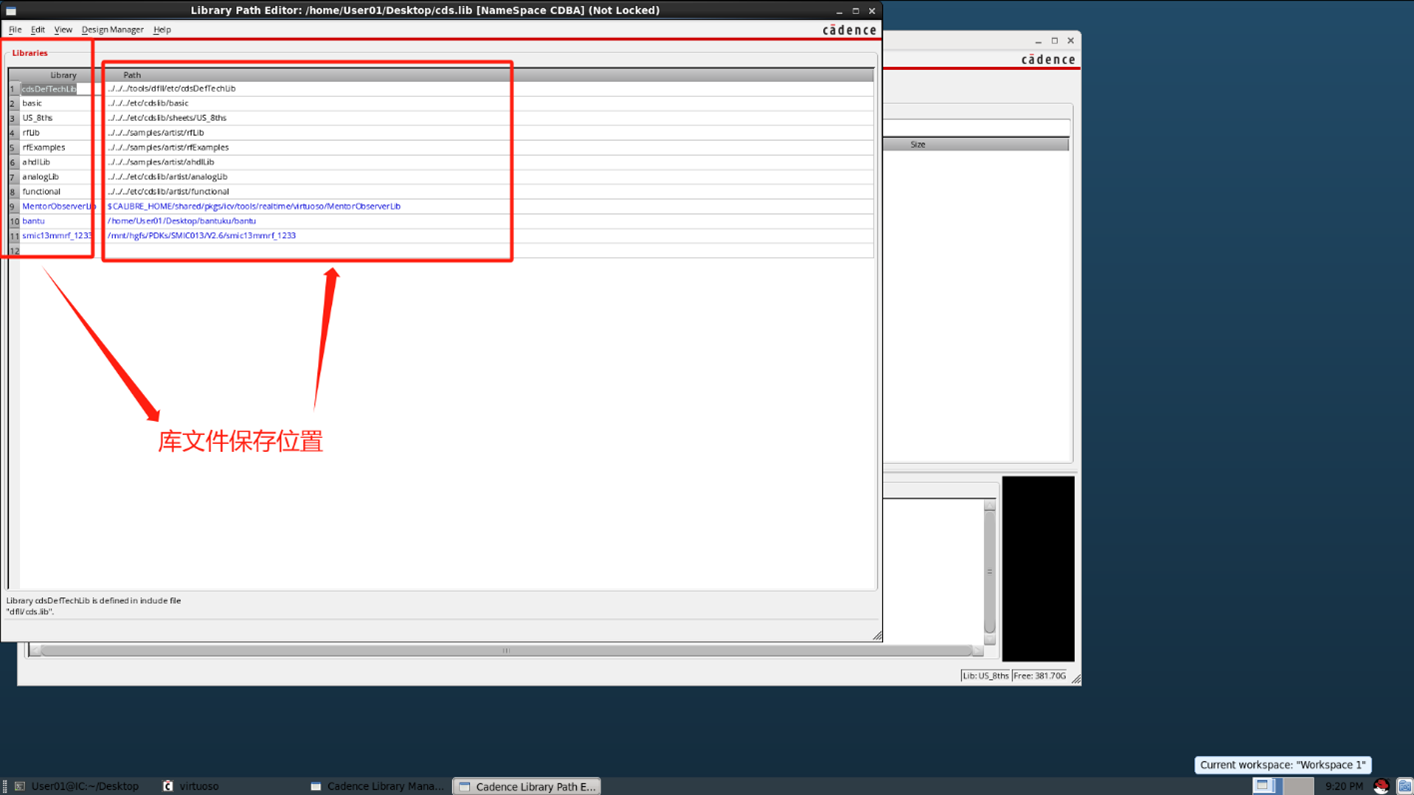 Library Path Editor: /home/User01/Desktop/cds.lib [NameSpace CDBA] (Not Locked)
File Edit View Design Manager Help
cādence
cādence
Libraries
Library Path
1 cdsDefTechLib ../../../tools/dfII/etc/cdsDefTechLib
2 basic ../../../etc/cdslib/basic
3 US_8ths ../../../etc/cdslib/sheets/US_8ths
4 rfLib ../../../samples/artist/rfLib
5 rfExamples ../../../samples/artist/rfExamples
6 ahdlLib ../../../samples/artist/ahdlLib
7 analogLib ../../../etc/cdslib/artist/analogLib
8 functional ../../../etc/cdslib/artist/functional
9 MentorObserverLib $CALIBRE_HOME/shared/pkgs/icv/tools/realtime/virtuoso/MentorObserverLib
10 bantu /home/User01/Desktop/bantuku/bantu
11 smic13mmrf_1233 /mnt/hgfs/PDKs/SMIC013/V2.6/smic13mmrf_1233
12
Size
库文件保存位置
Library cdsDefTechLib is defined in include file
"dfII/cds.lib".
Lib: US_8ths Free: 381.70G
Current workspace: "Workspace 1"
User01@IC:~/Desktop virtuoso Cadence Library Mana... Cadence Library Path E... 9:20 PM